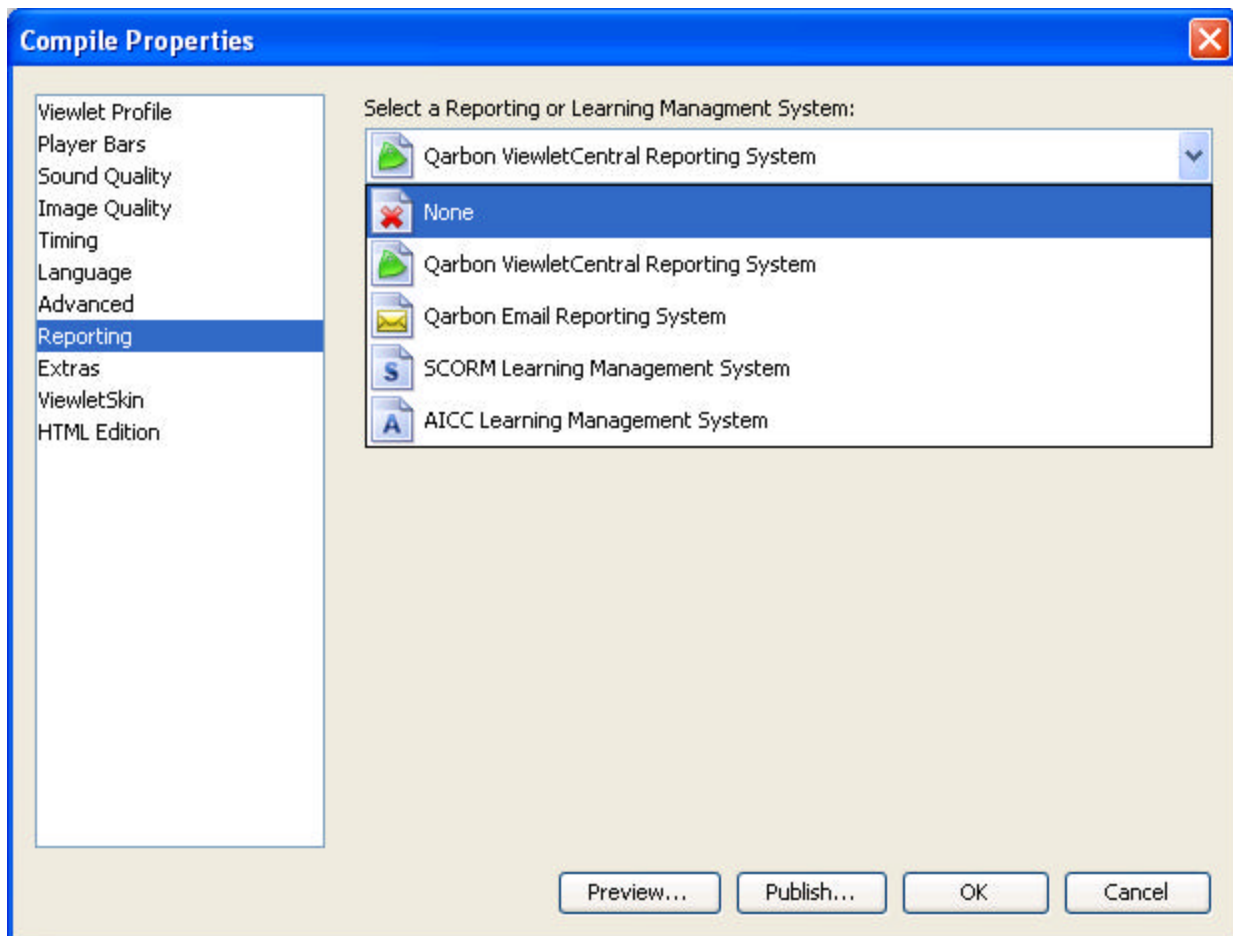 Compile Properties
Viewlet Profile
Player Bars
Sound Quality
Image Quality
Timing
Language
Advanced
Reporting
Extras
ViewletSkin
HTML Edition
Select a Reporting or Learning Managment System:
Qarbon ViewletCentral Reporting System
None
Qarbon ViewletCentral Reporting System
Qarbon Email Reporting System
S SCORM Learning Management System
A AICC Learning Management System
Preview... Publish... OK Cancel